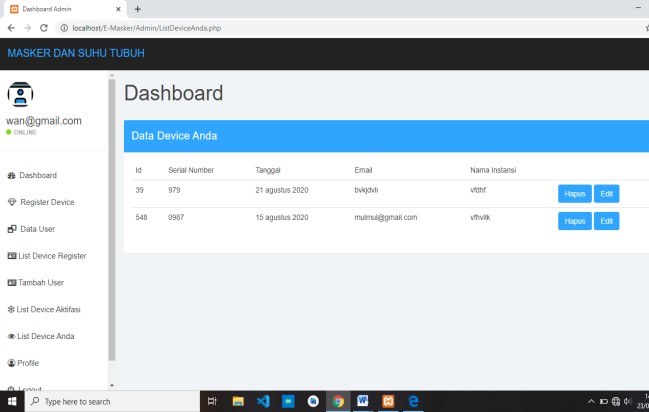 Dashboard Admin
localhost/E-Masker/Admin/ListDeviceAnda.php
MASKER DAN SUHU TUBUH
wan@gmail.com
ONLINE
Dashboard
Register Device
Data User
List Device Register
Tambah User
List Device Aktifasi
List Device Anda
Profile
Logout
Dashboard
Data Device Anda
Id Serial Number Tanggal Email Nama Instansi
39 979 21 agustus 2020 bvkjdvli vfdhf Hapus Edit
548 0987 15 agustus 2020 mulmul@gmail.com vfhvllk Hapus Edit
Type here to search